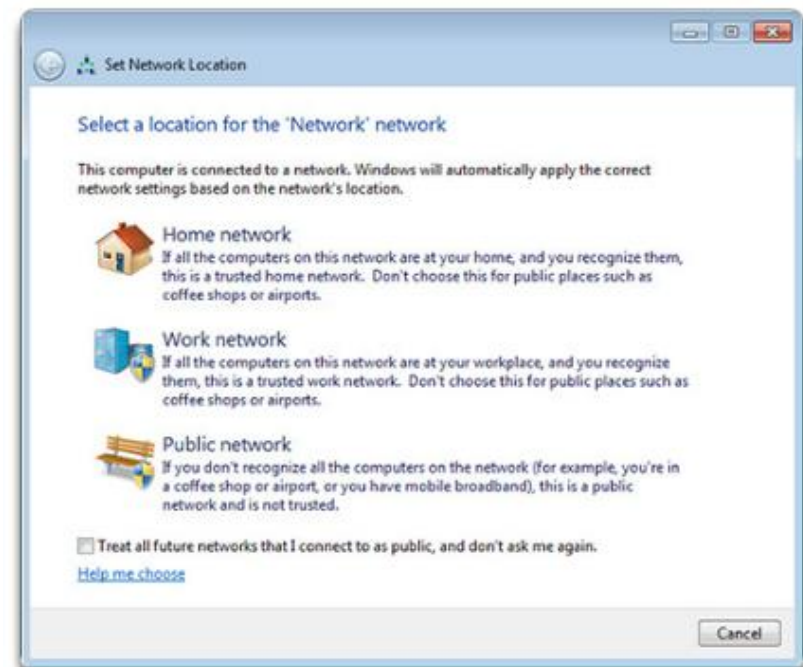 Set Network Location
Select a location for the 'Network' network
This computer is connected to a network. Windows will automatically apply the correct
network settings based on the network's location.
Home network
If all the computers on this network are at your home, and you recognize them,
this is a trusted home network.  Don't choose this for public places such as
coffee shops or airports.
Work network
If all the computers on this network are at your workplace, and you recognize
them, this is a trusted work network.  Don't choose this for public places such as
coffee shops or airports.
Public network
If you don't recognize all the computers on the network (for example, you're in
a coffee shop or airport, or you have mobile broadband), this is a public
network and is not trusted.
Treat all future networks that I connect to as public, and don't ask me again.
Help me choose
Cancel